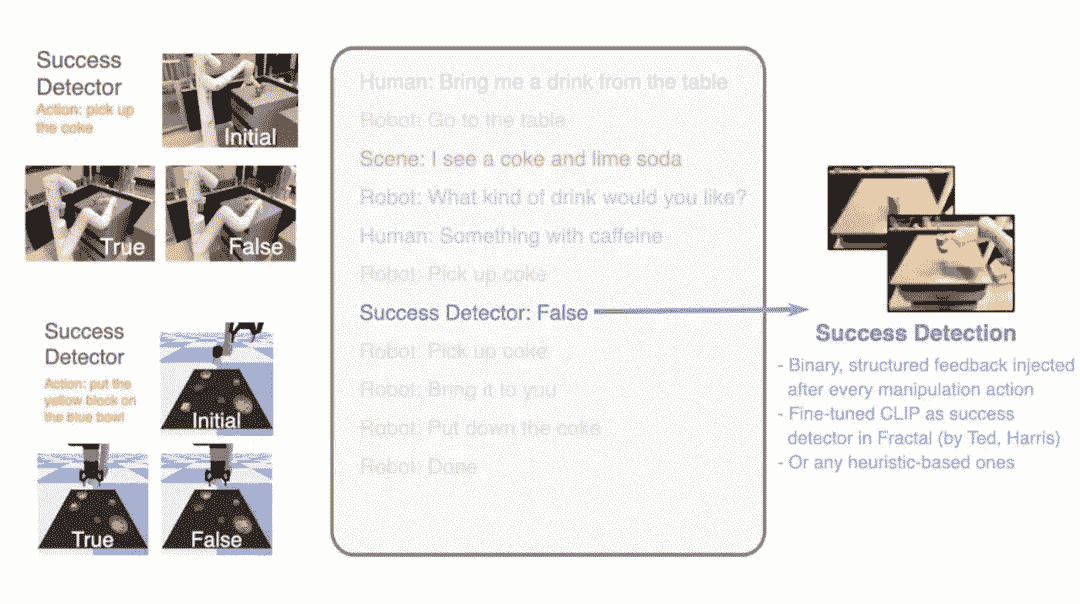 Success
Detector
Action: pick up
the coke
Initial
True
False
Success
Detector
Action: put the
yellow block on
the blue bowl
Initial
True
False
Human: Bring me a drink from the table
Robot: Go to the table
Scene: I see a coke and lime soda
Robot: What kind of drink would you like?
Human: Something with caffeine
Robot: Pick up coke
Success Detector: False
Robot: Pick up coke
Robot: Bring it to you
Robot: Put down the coke
Robot: Done
Success Detection
- Binary, structured feedback injected
after every manipulation action
- Fine-tuned CLIP as success
detector in Fractal (by Ted, Harris)
- Or any heuristic-based ones